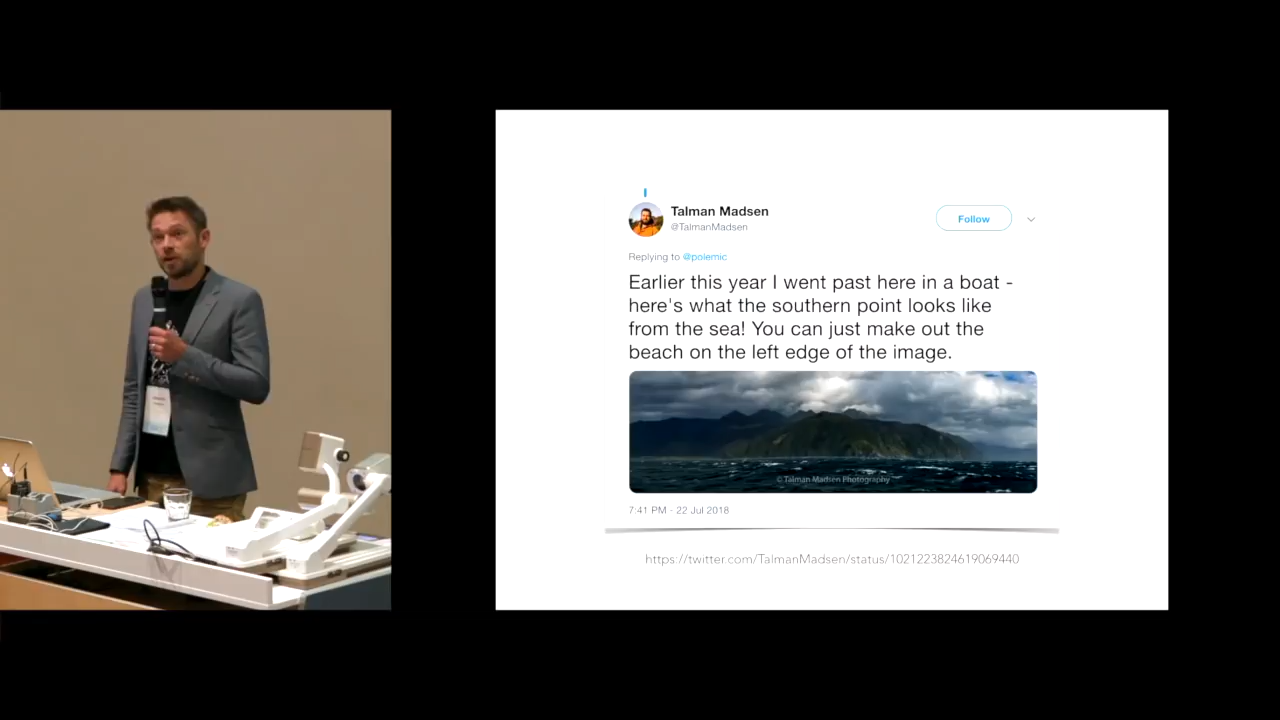 Talman Madsen
@TalmanMadsen
Follow
Replying to @polemic
Earlier this year I went past here in a boat -
here's what the southern point looks like
from the sea! You can just make out the
beach on the left edge of the image.
© Talman Madsen Photography
7:41 PM - 22 Jul 2018
https://twitter.com/TalmanMadsen/status/1021223824619069440